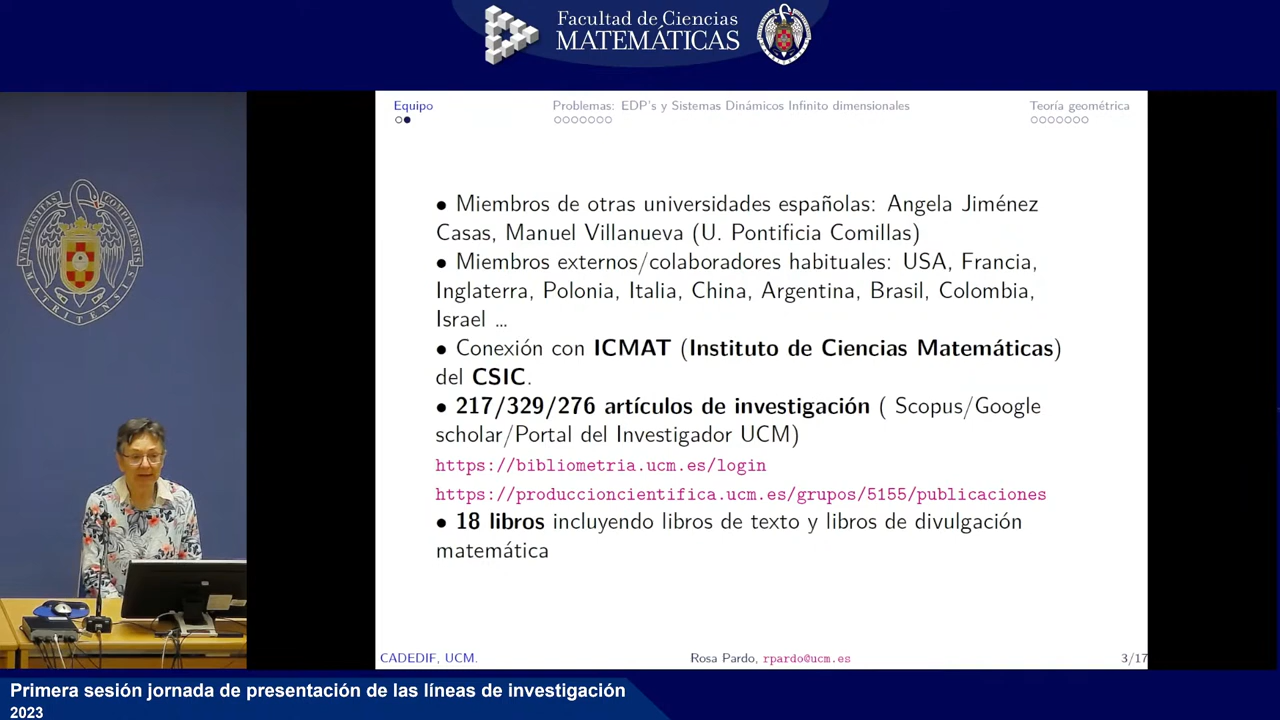 Facultad de Ciencias
MATEMÁTICAS
Equipo
Problemas: EDP's y Sistemas Dinámicos Infinito dimensionales
Teoría geométrica
• Miembros de otras universidades españolas: Angela Jiménez
Casas, Manuel Villanueva (U. Pontificia Comillas)
• Miembros externos/colaboradores habituales: USA, Francia,
Inglaterra, Polonia, Italia, China, Argentina, Brasil, Colombia,
Israel ...
• Conexión con ICMAT (Instituto de Ciencias Matemáticas)
del CSIC.
• 217/329/276 artículos de investigación ( Scopus/Google
scholar/Portal del Investigador UCM)
https://bibliometria.ucm.es/login
https://produccioncientifica.ucm.es/grupos/5155/publicaciones
• 18 libros incluyendo libros de texto y libros de divulgación
matemática
CADEDIF, UCM.
Rosa Pardo, rpardo@ucm.es
3/17
Primera sesión jornada de presentación de las líneas de investigación
2023